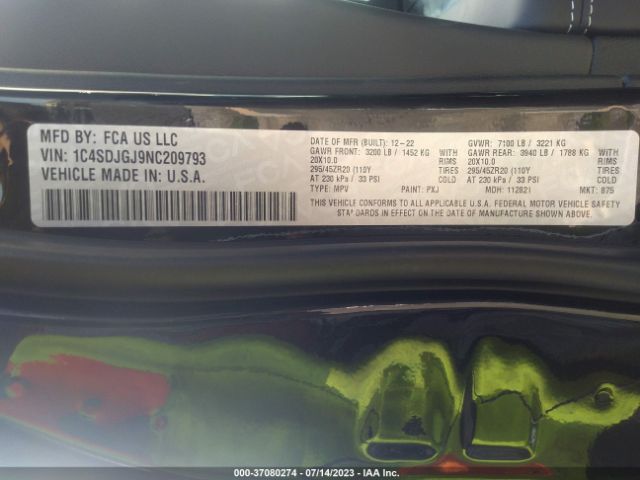 MFD BY: FCA US LLC
VIN: 1C4SDJGJ9NC209793
VEHICLE MADE IN: U.S.A.
DATE OF MFR (BUILT): 12-22 GVWR: 7100 LB / 3221 KG
GAWR FRONT: 3200 LB / 1452 KG WITH GAWR REAR: 3940 LB / 1788 KG WITH
20X10.0 RIMS 20X10.0 RIMS
295/45ZR20 (110Y TIRES 295/45ZR20 (110Y TIRES
AT 230 kPa / 33 PSI COLD AT 230 kPa / 33 PSI COLD
TYPE: MPV PAINT: PXJ MDH: 112821 MKT: 875
THIS VEHICLE CONFORMS TO ALL APPLICABLE U.S.A. FEDERAL MOTOR VEHICLE SAFETY
STA DARDS IN EFFECT ON THE DATE OF MANUFACTURE SHOWN ABOVE.
000-37080274 - 07/14/2023 - IAA Inc.